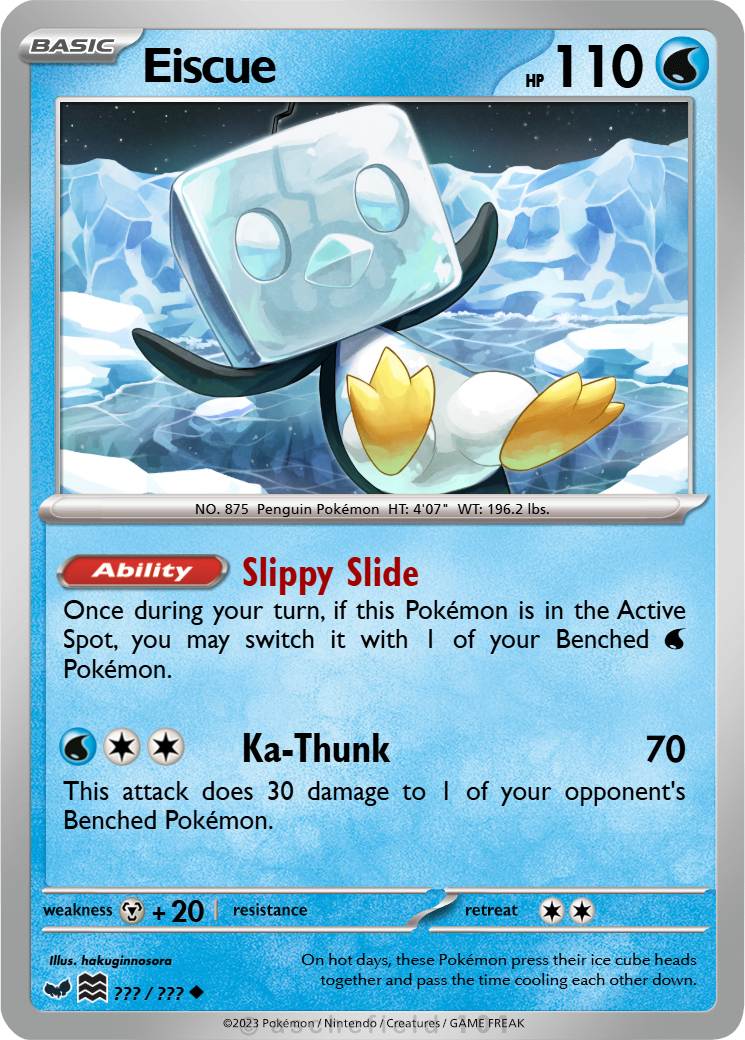 BASIC
Eiscue
HP 110
NO. 875 Penguin Pokémon HT: 4'07" WT: 196.2 lbs.
Ability Slippy Slide
Once during your turn, if this Pokémon is in the Active
Spot, you may switch it with 1 of your Benched
Pokémon.
Ka-Thunk 70
This attack does 30 damage to 1 of your opponent's
Benched Pokémon.
weakness + 20 resistance retreat
Illus. hakuginnosora
??? / ???
On hot days, these Pokémon press their ice cube heads
together and pass the time cooling each other down.
©2023 Pokémon / Nintendo / Creatures / GAME FREAK